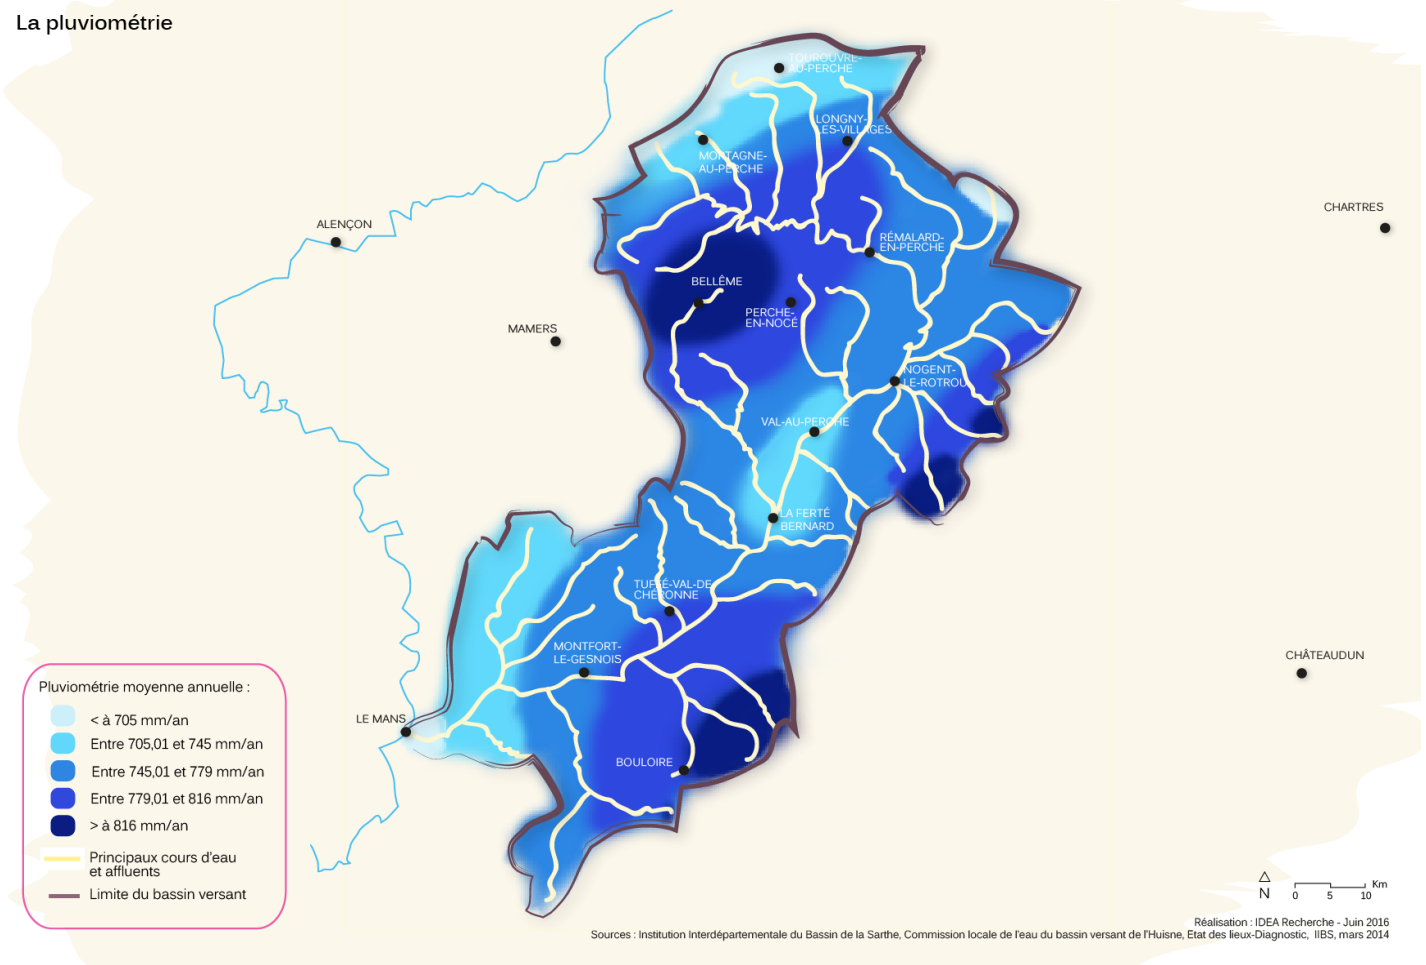 La pluviométrie
TOUROUVRE-
AU-PERCHE
LONGNY-
LES-VILLAGES
MORTAGNE-
AU-PERCHE
CHARTRES
ALENÇON
RÉMALARD-
EN-PERCHE
BELLÊME
PERCHE-
EN-NOCÉ
MAMERS
NOGENT-
LE-ROTROU
VAL-AU-PERCHE
LA FERTÉ
BERNARD
TUFFÉ-VAL-DE
CHÉRONNE
MONTFORT-
LE-GESNOIS
CHÂTEAUDUN
LE MANS
BOULOIRE
Pluviométrie moyenne annuelle :
< à 705 mm/an
Entre 705,01 et 745 mm/an
Entre 745,01 et 779 mm/an
Entre 779,01 et 816 mm/an
> à 816 mm/an
Principaux cours d'eau
et affluents
Limite du bassin versant
N
Km
0 5 10
Réalisation : IDEA Recherche - Juin 2016
Sources : Institution Interdépartementale du Bassin de la Sarthe, Commission locale de l'eau du bassin versant de l'Huisne, Etat des lieux-Diagnostic, IIBS, mars 2014